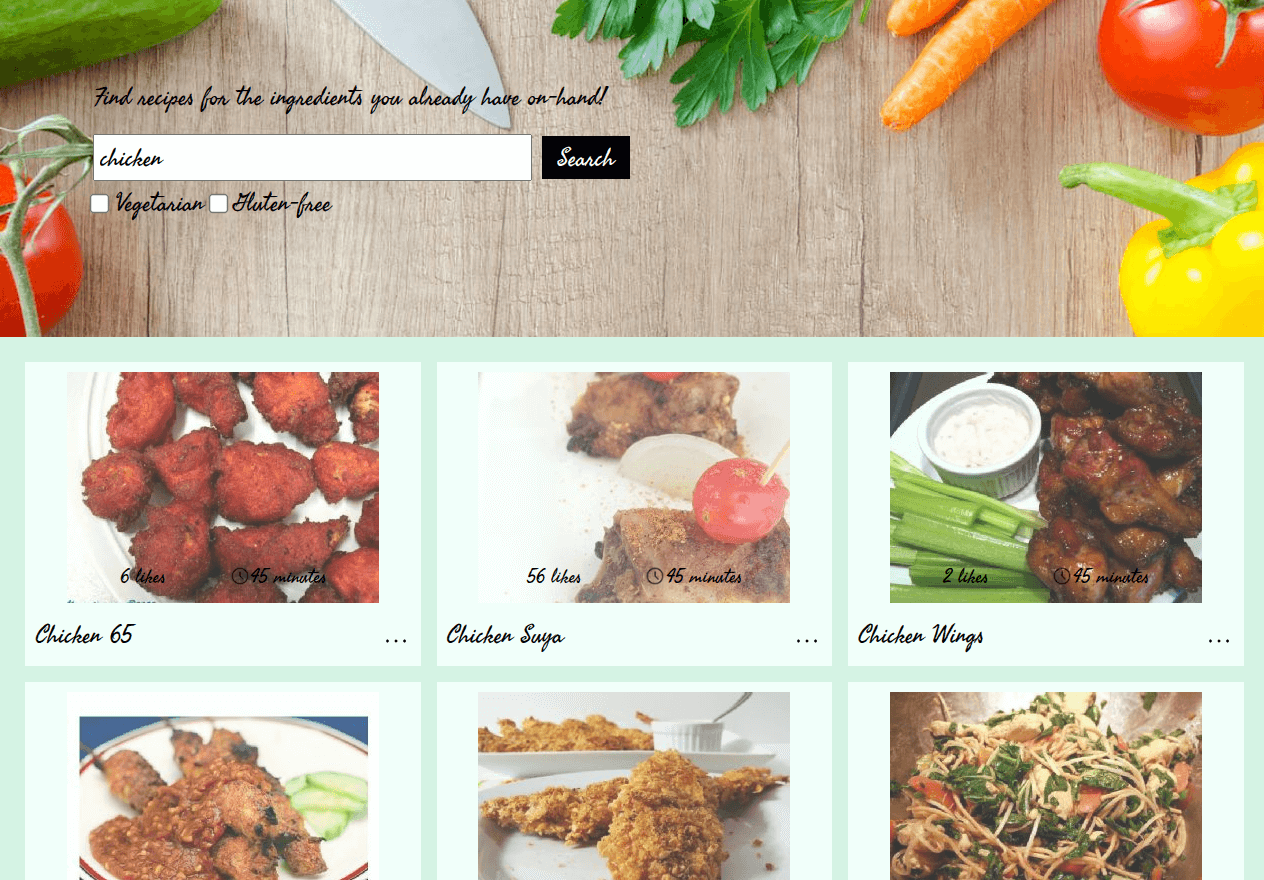 Find recipes for the ingredients you already have on-hand!
chicken
Search
Vegetarian Gluten-free
6 likes 45 minutes
56 likes 45 minutes
2 likes 45 minutes
Chicken 65 ...
Chicken Suya ...
Chicken Wings ...